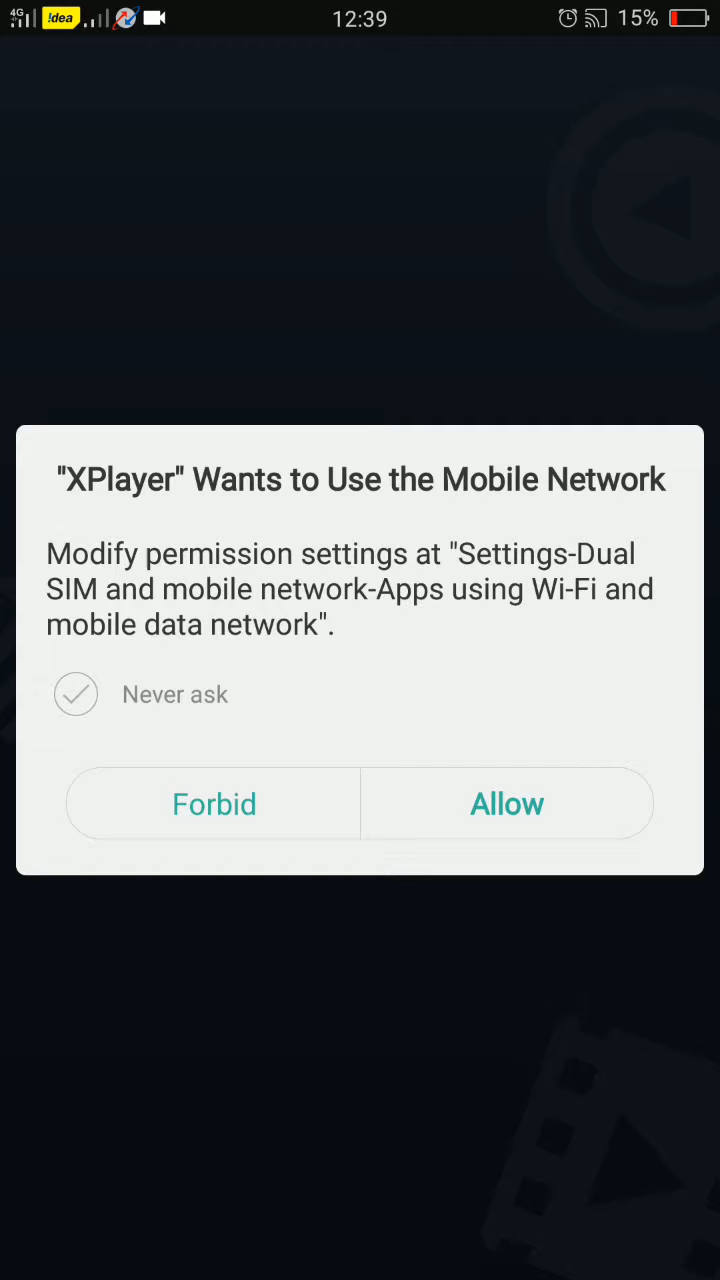 4G !dea 12:39 15%
"XPlayer" Wants to Use the Mobile Network
Modify permission settings at "Settings-Dual
SIM and mobile network-Apps using Wi-Fi and
mobile data network".
Never ask
Forbid Allow